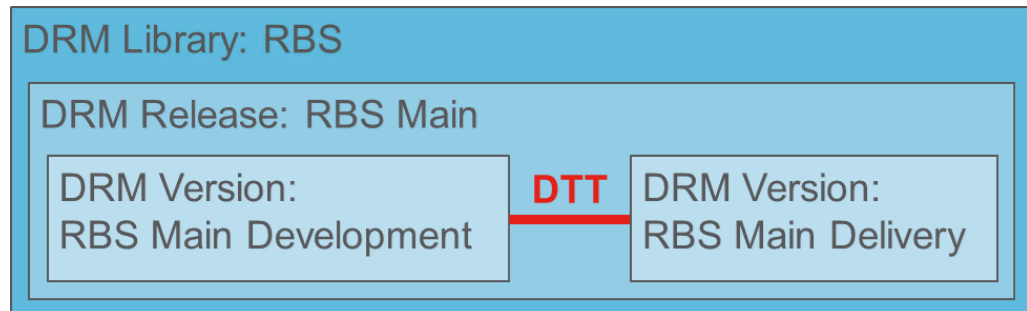 DRM Library: RBS
DRM Release: RBS Main
DRM Version:
RBS Main Development
DTT
DRM Version:
RBS Main Delivery